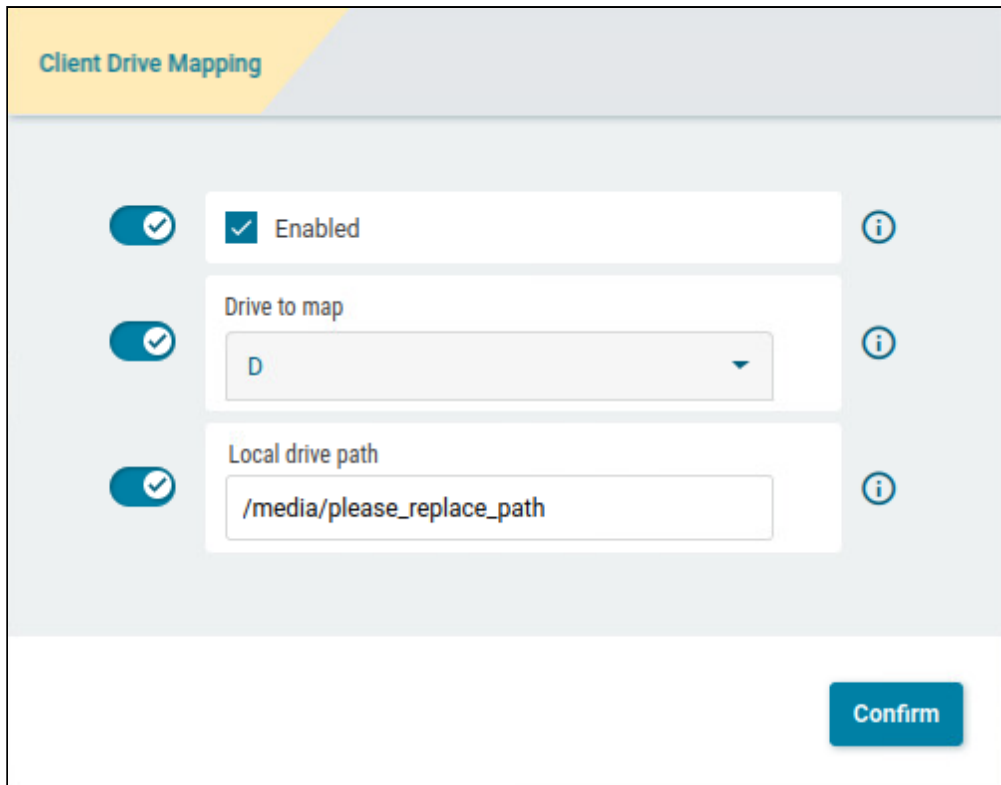 Client Drive Mapping
Enabled
Drive to map
D
Local drive path
/media/please_replace_path
Confirm